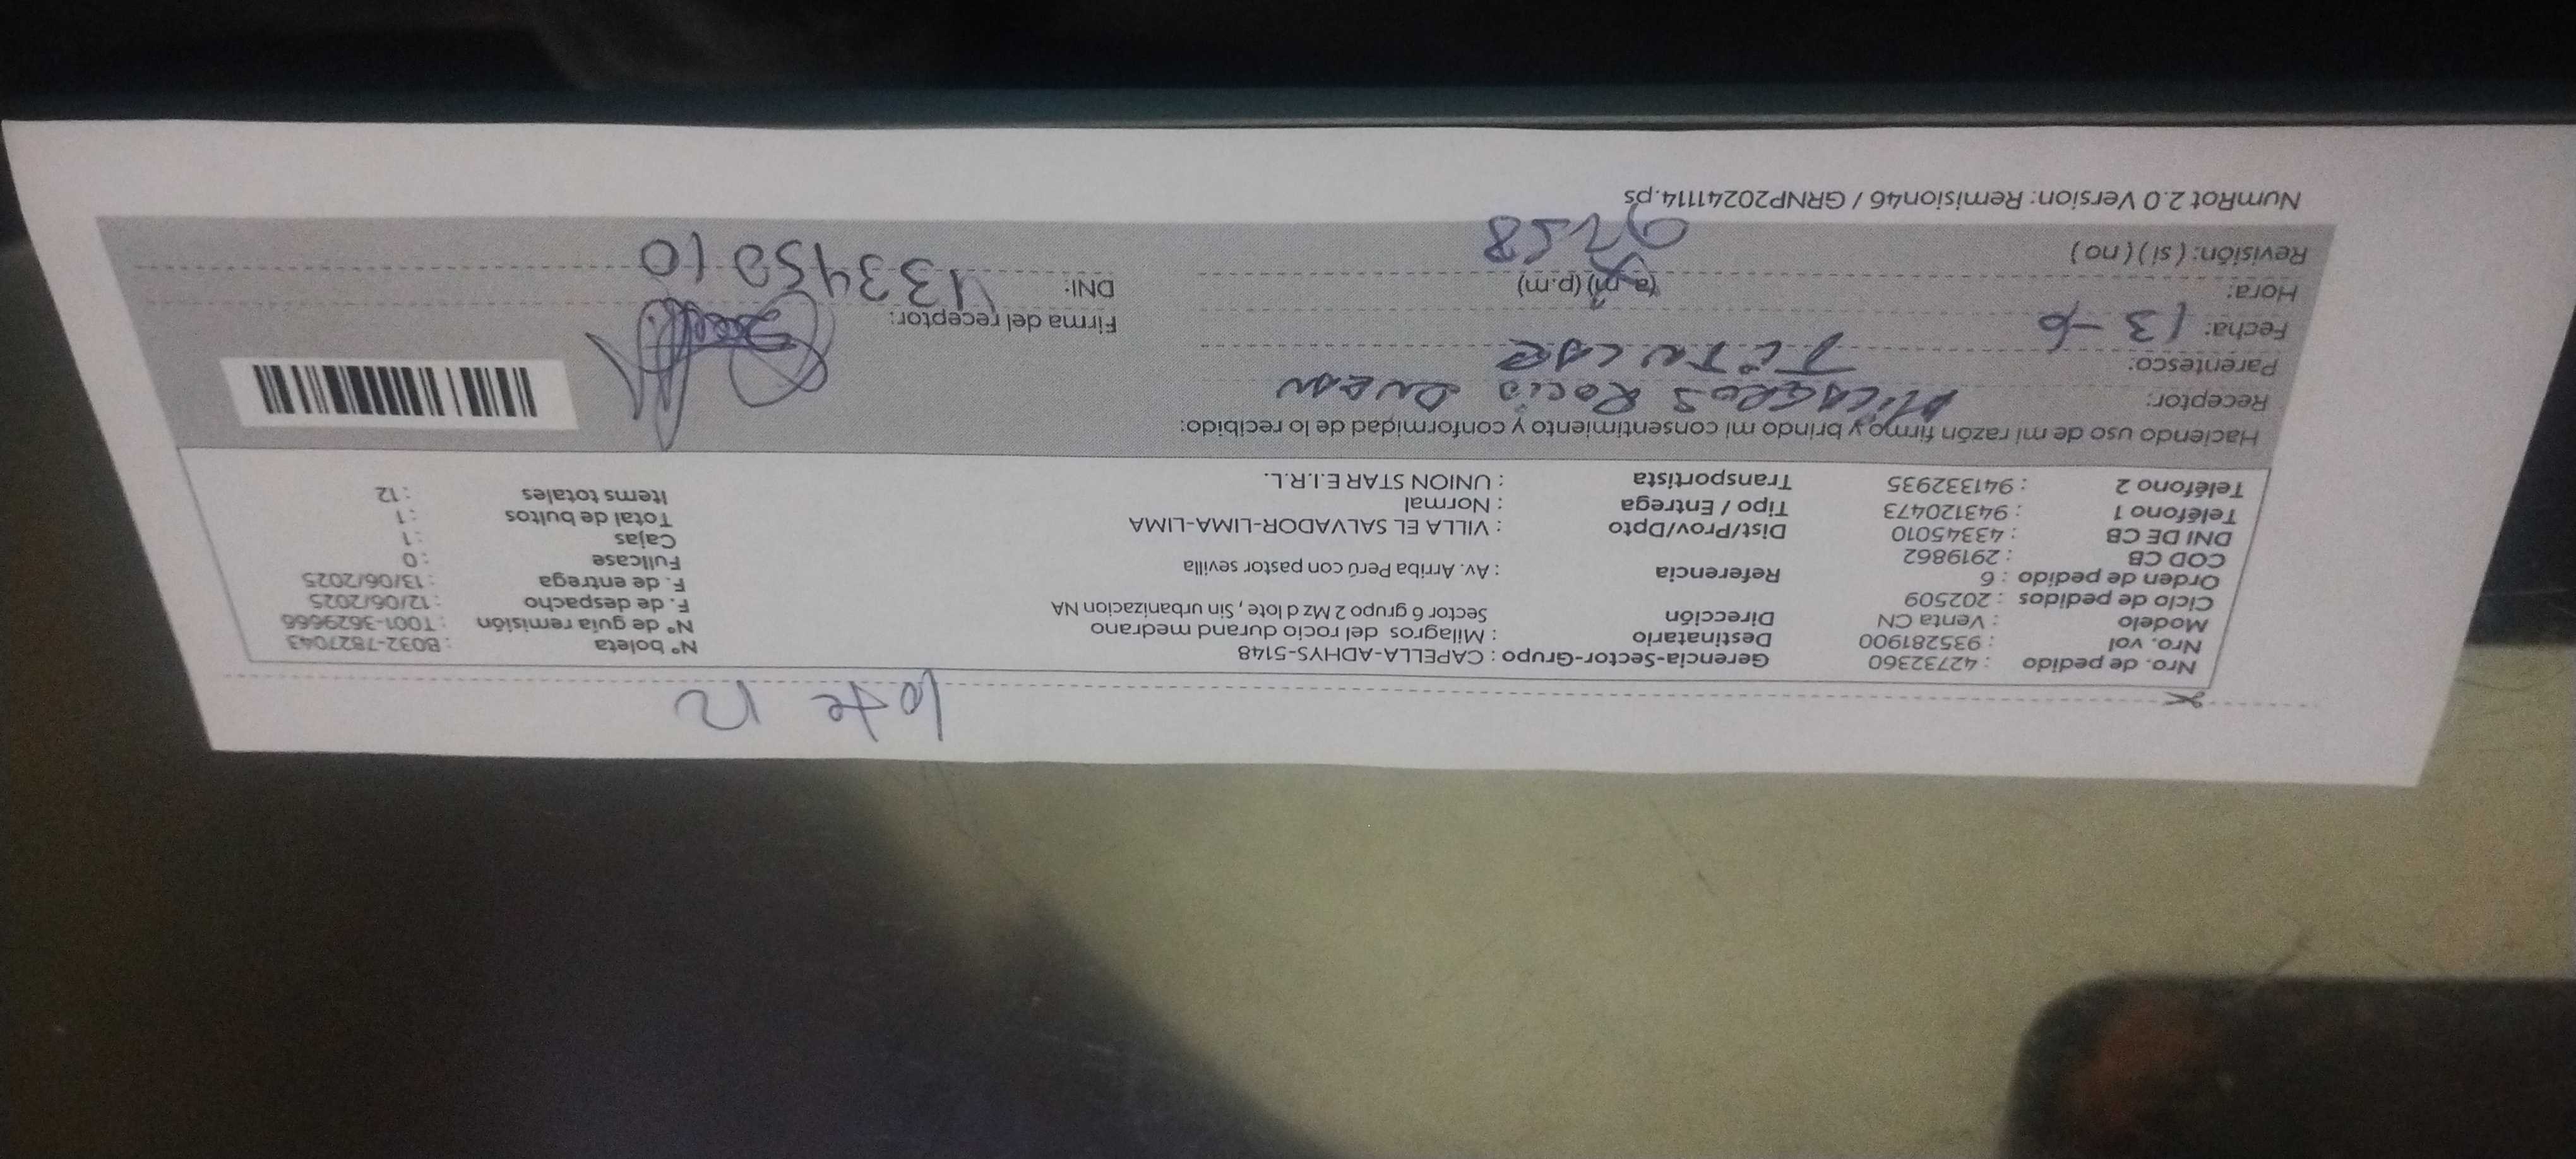 lote 12
Nro. de pedido : 42732360 Gerencia-Sector-Grupo : CAPELLA-ADHYS-5148 N° boleta : B032-7827043
Nro. vol : 935281900 Destinatario : Milagros del rocio durand medrano N° de guia remisión : T001-3629666
Modelo : Venta CN Dirección Sector 6 grupo 2 Mz d lote , Sin urbanizacion NA F. de despacho : 12/06/2025
Ciclo de pedidos : 202509 F. de entrega : 13/06/2025
Orden de pedido : 6 Referencia : Av. Arriba Perú con pastor sevilla Fullcase : 0
COD CB : 2919862 Cajas : 1
DNI DE CB : 43345010 Dist/Prov/Dpto : VILLA EL SALVADOR-LIMA-LIMA Total de bultos : 1
Teléfono 1 : 943120473 Tipo / Entrega : Normal Items totales : 12
Teléfono 2 : 941332935 Transportista : UNION STAR E.I.R.L.
Haciendo uso de mi razón firmo y brindo mi consentimiento y conformidad de lo recibido:
Receptor: MILAGROS ROCIO
Parentesco: TITULAR
Fecha: 13-6 Firma del receptor:
Hora: (a.m) (p.m) DNI: 43345010
Revisión: ( si ) ( no ) 9:58
NumRot 2.0 Version: Remision46 / GRNP20241114.ps